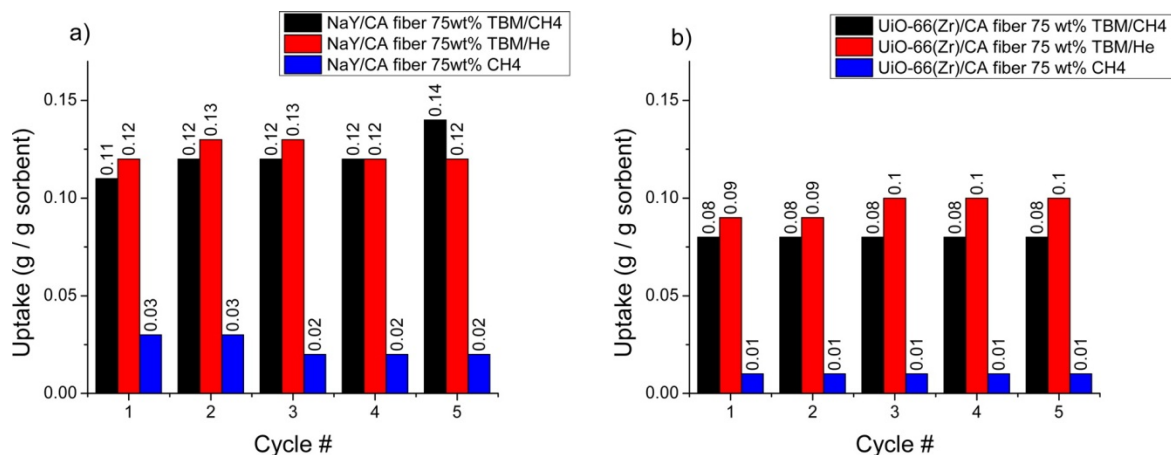 a)
NaY/CA fiber 75wt% TBM/CH4
NaY/CA fiber 75wt% TBM/He
NaY/CA fiber 75wt% CH4
Uptake (g / g sorbent)
0.15
0.10
0.05
0.00
0.11
0.12
0.03
0.12
0.13
0.03
0.12
0.13
0.02
0.12
0.12
0.02
0.14
0.12
0.02
1 2 3 4 5
Cycle #
b)
UiO-66(Zr)/CA fiber 75 wt% TBM/CH4
UiO-66(Zr)/CA fiber 75 wt% TBM/He
UiO-66(Zr)/CA fiber 75 wt% CH4
Uptake (g / g sorbent)
0.15
0.10
0.05
0.00
0.08
0.09
0.01
0.08
0.09
0.01
0.08
0.1
0.01
0.08
0.1
0.01
0.08
0.1
0.01
1 2 3 4 5
Cycle #